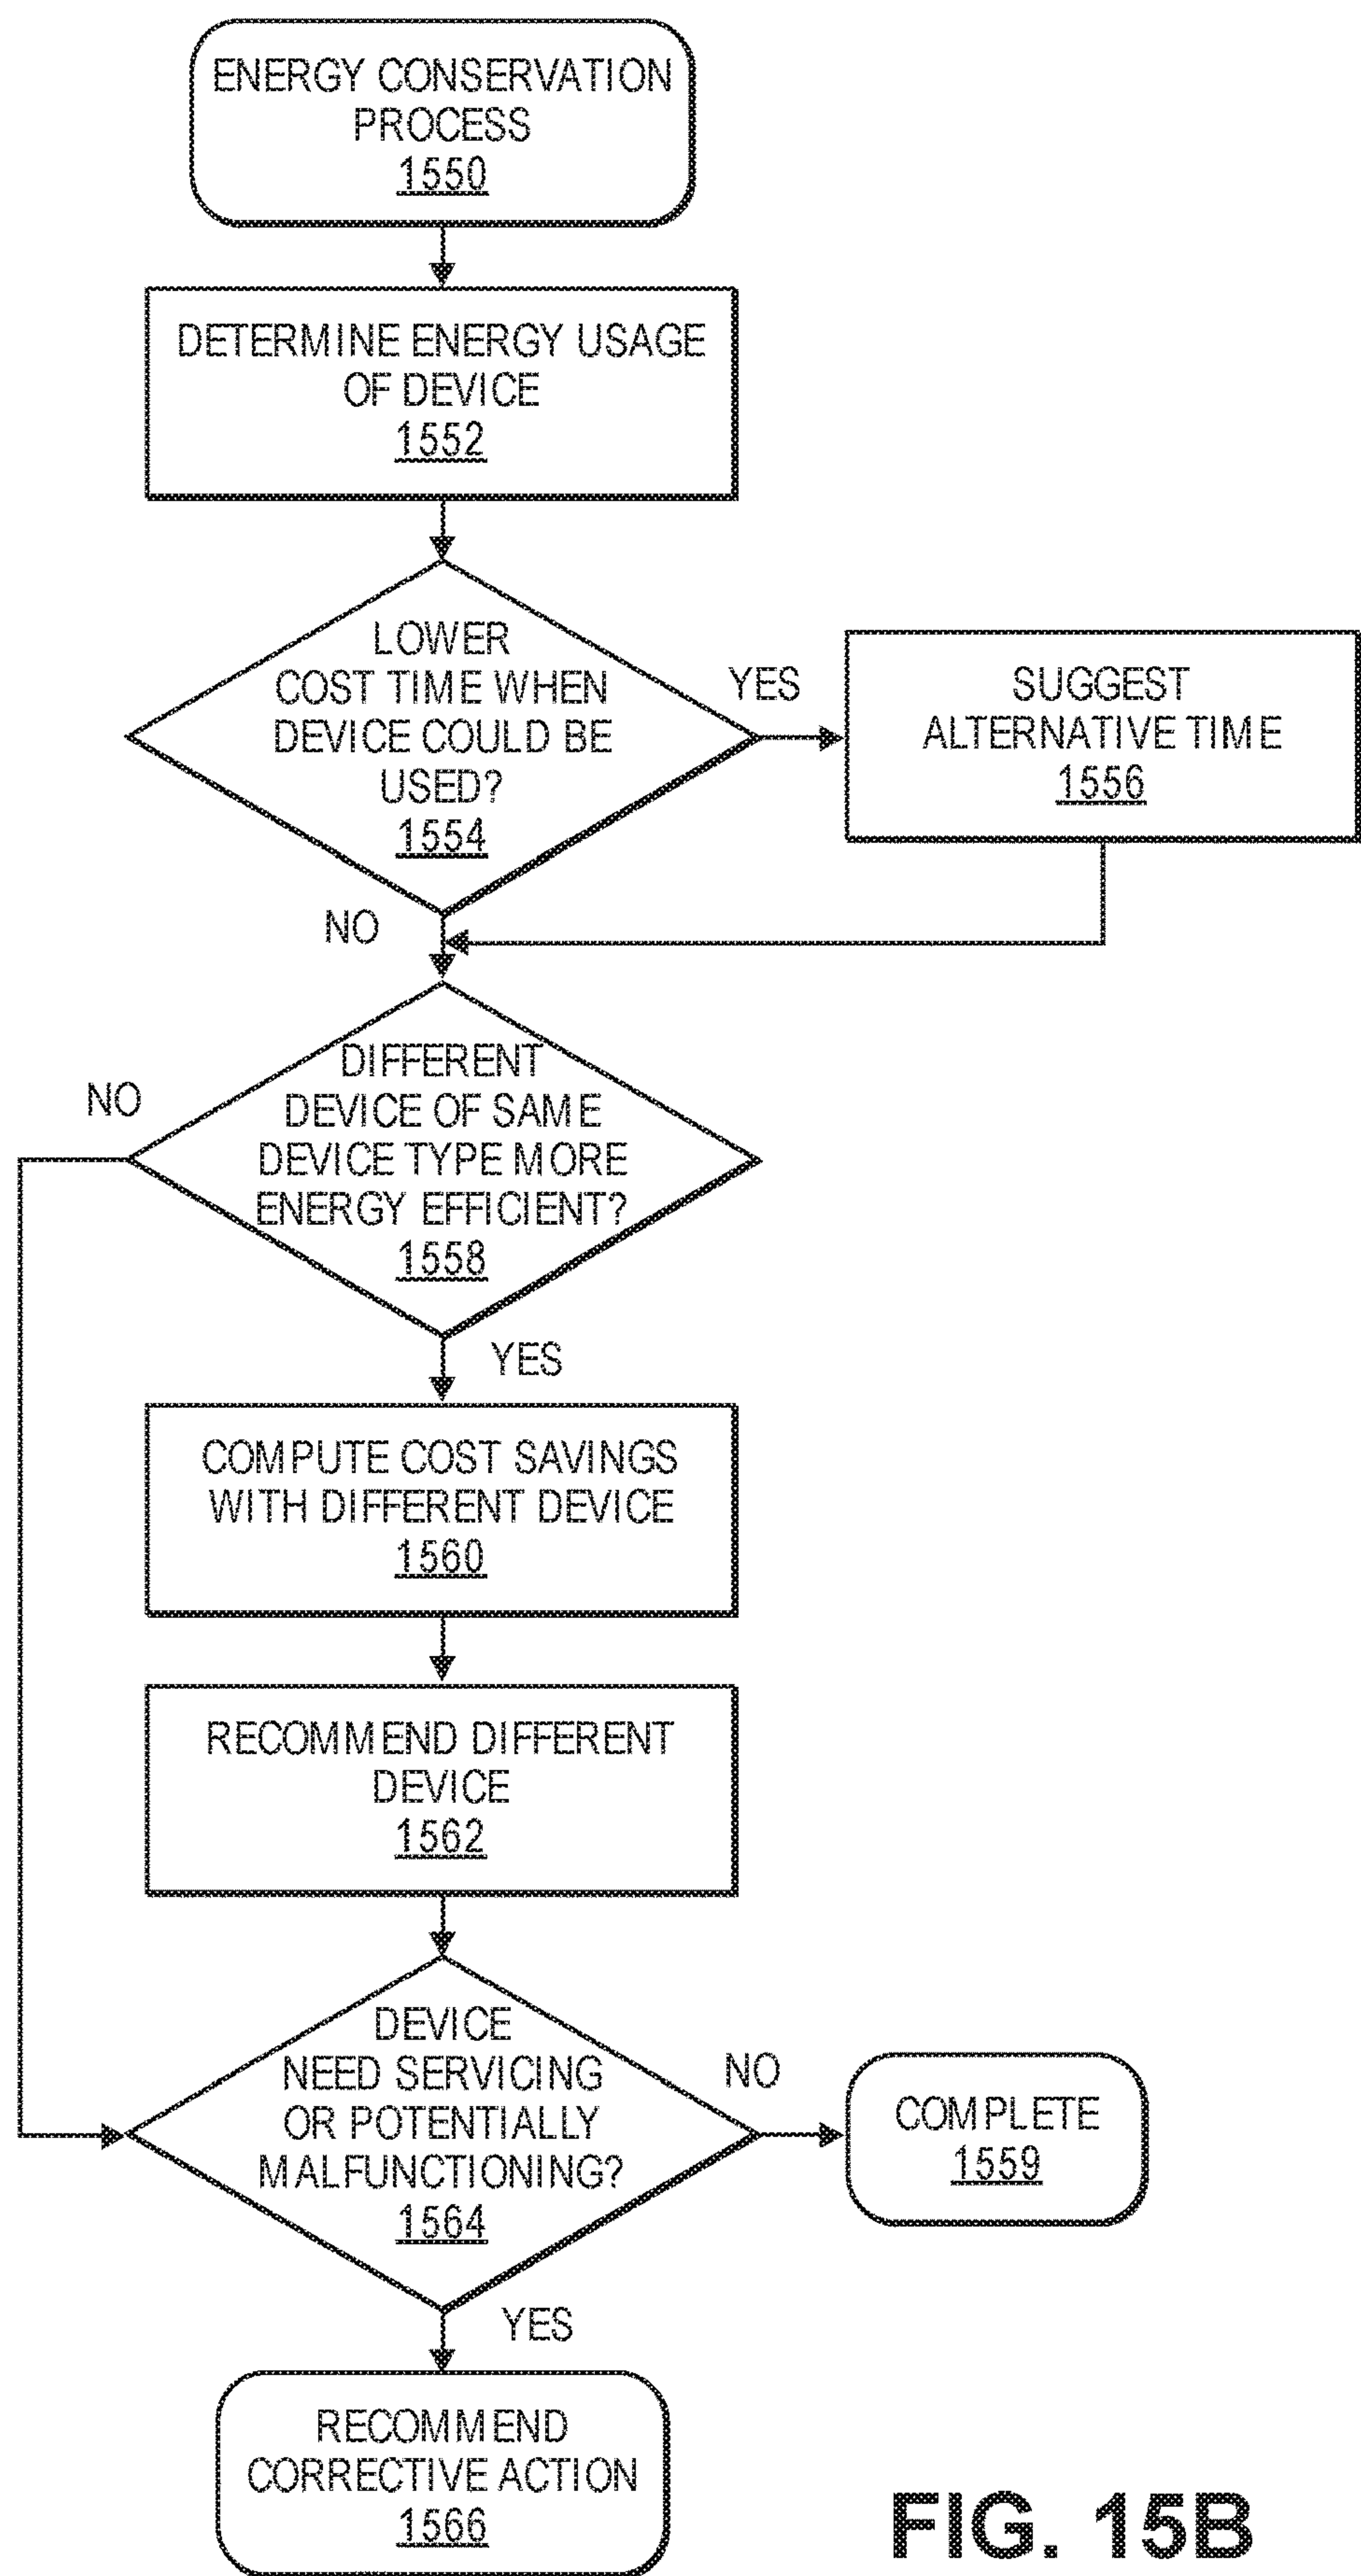 ENERGY CONSERVATION
PROCESS
1550
DETERMINE ENERGY USAGE
OF DEVICE
1552
LOWER
COST TIME WHEN
DEVICE COULD BE
USED?
1554
YES
SUGGEST
ALTERNATIVE TIME
1556
NO
DIFFERENT
DEVICE OF SAME
DEVICE TYPE MORE
ENERGY EFFICIENT?
1558
NO
YES
COMPUTE COST SAVINGS
WITH DIFFERENT DEVICE
1560
RECOMMEND DIFFERENT
DEVICE
1562
DEVICE
NEED SERVICING
OR POTENTIALLY
MALFUNCTIONING?
1564
NO
COMPLETE
1559
YES
RECOMMEND
CORRECTIVE ACTION
1566
FIG. 15B